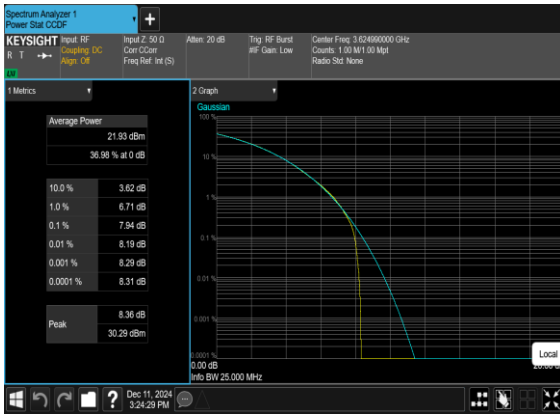 Spectrum Analyzer 1
Power Stat CCDF
KEYSIGHT
R T
LXI
Input: RF
Coupling: DC
Align: Off
Input Z: 50 Ω
Corr CCorr
Freq Ref: Int (S)
Atten: 20 dB
Trig: RF Burst
#IF Gain: Low
Center Freq: 3.624990000 GHz
Counts: 1.00 M/1.00 Mpt
Radio Std: None
1 Metrics
Average Power
21.93 dBm
36.98 % at 0 dB
10.0 % 3.62 dB
1.0 % 6.71 dB
0.1 % 7.94 dB
0.01 % 8.19 dB
0.001 % 8.29 dB
0.0001 % 8.31 dB
Peak
8.36 dB
30.29 dBm
2 Graph
Gaussian
100 %
10 %
1 %
0.1 %
0.01 %
0.001 %
0.0001 %
0.00 dB
Info BW 25.000 MHz
Local
Dec 11, 2024
3:24:29 PM